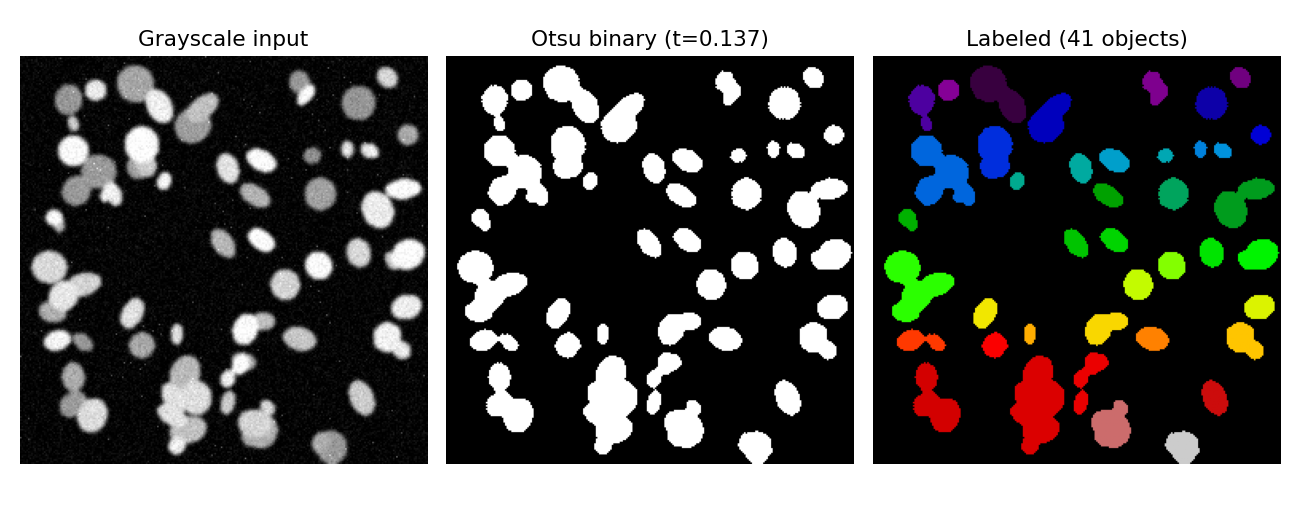 Grayscale input
Otsu binary (t=0.137)
Labeled (41 objects)